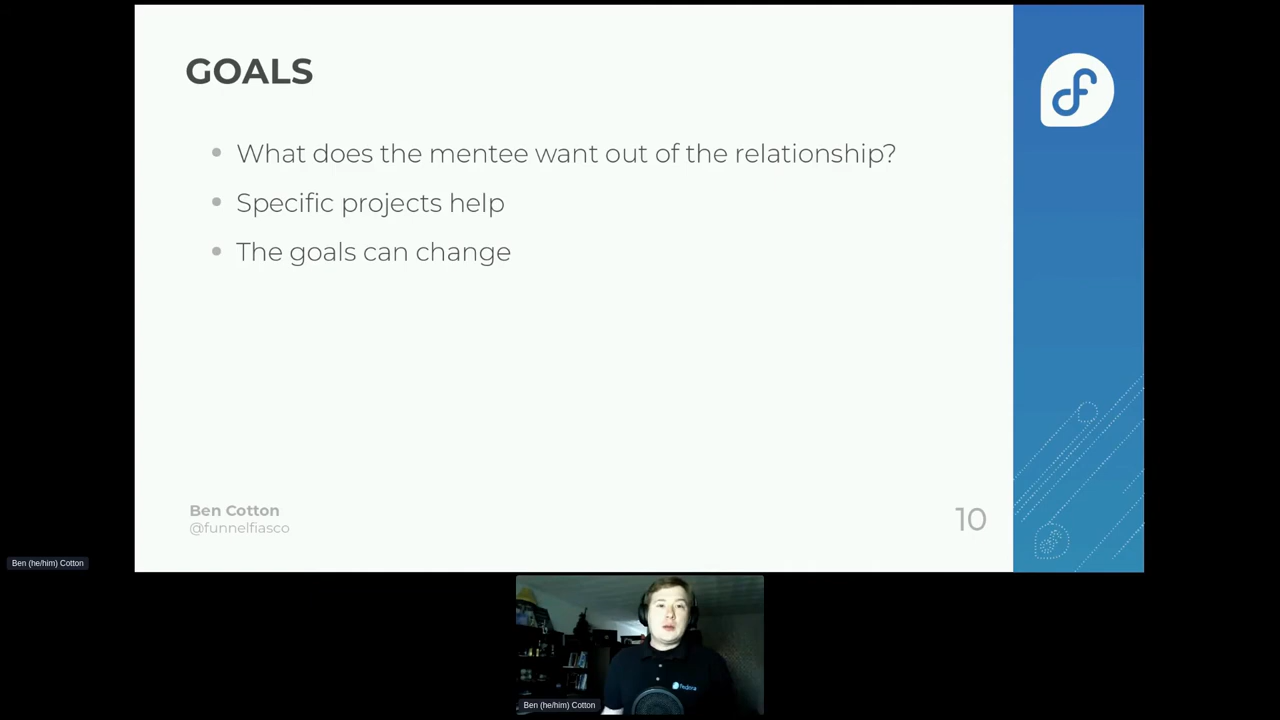 GOALS
What does the mentee want out of the relationship?
Specific projects help
The goals can change
Ben Cotton
@funnelfiasco
10
Ben (he/him) Cotton
fedora
Ben (he/him) Cotton